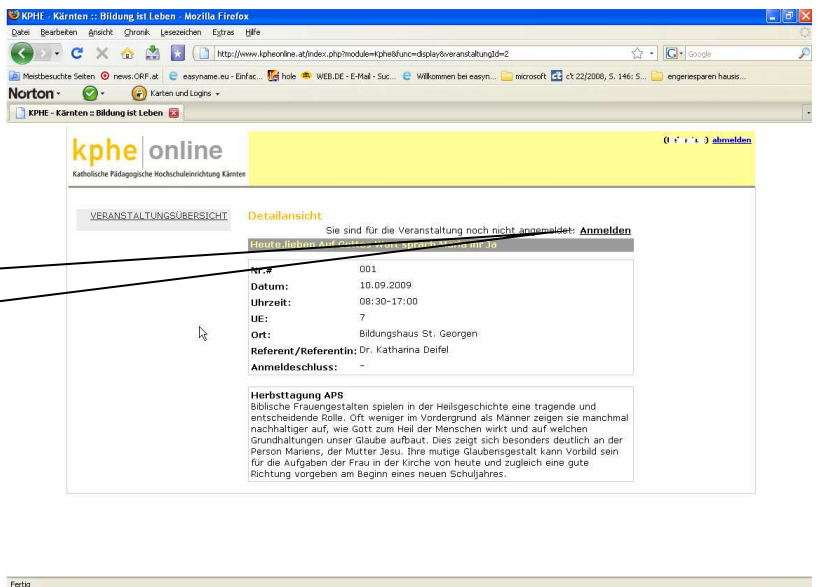 KPHE - Kärnten :: Bildung ist Leben - Mozilla Firefox
Datei Bearbeiten Ansicht Chronik Lesezeichen Extras Hilfe
http://www.kpheonline.at/index.php?module=Kphe&func=display&veranstaltungId=2
Google
Meistbesuchte Seiten news.ORF.at easyname.eu - Einfac... hole WEB.DE - E-Mail - Suc... Willkommen bei easyn... microsoft c't 22/2008, S. 146: S... engeriesparen hausis...
Norton Karten und Logins
KPHE - Kärnten :: Bildung ist Leben
kphe online
Katholische Pädagogische Hochschuleinrichtung Kärnten
abmelden
VERANSTALTUNGSÜBERSICHT
Detailansicht
Sie sind für die Veranstaltung noch nicht angemeldet: Anmelden
Heute,lieben Auf Gottes Wort sprach Maria ihr Ja
Nr.# 001
Datum: 10.09.2009
Uhrzeit: 08:30-17:00
UE: 7
Ort: Bildungshaus St. Georgen
Referent/Referentin: Dr. Katharina Deifel
Anmeldeschluss: -
Herbsttagung APS
Biblische Frauengestalten spielen in der Heilsgeschichte eine tragende und
entscheidende Rolle. Oft weniger im Vordergrund als Männer zeigen sie manchmal
nachhaltiger auf, wie Gott zum Heil der Menschen wirkt und auf welchen
Grundhaltungen unser Glaube aufbaut. Dies zeigt sich besonders deutlich an der
Person Mariens, der Mutter Jesu. Ihre mutige Glaubensgestalt kann Vorbild sein
für die Aufgaben der Frau in der Kirche von heute und zugleich eine gute
Richtung vorgeben am Beginn eines neuen Schuljahres.
Fertig